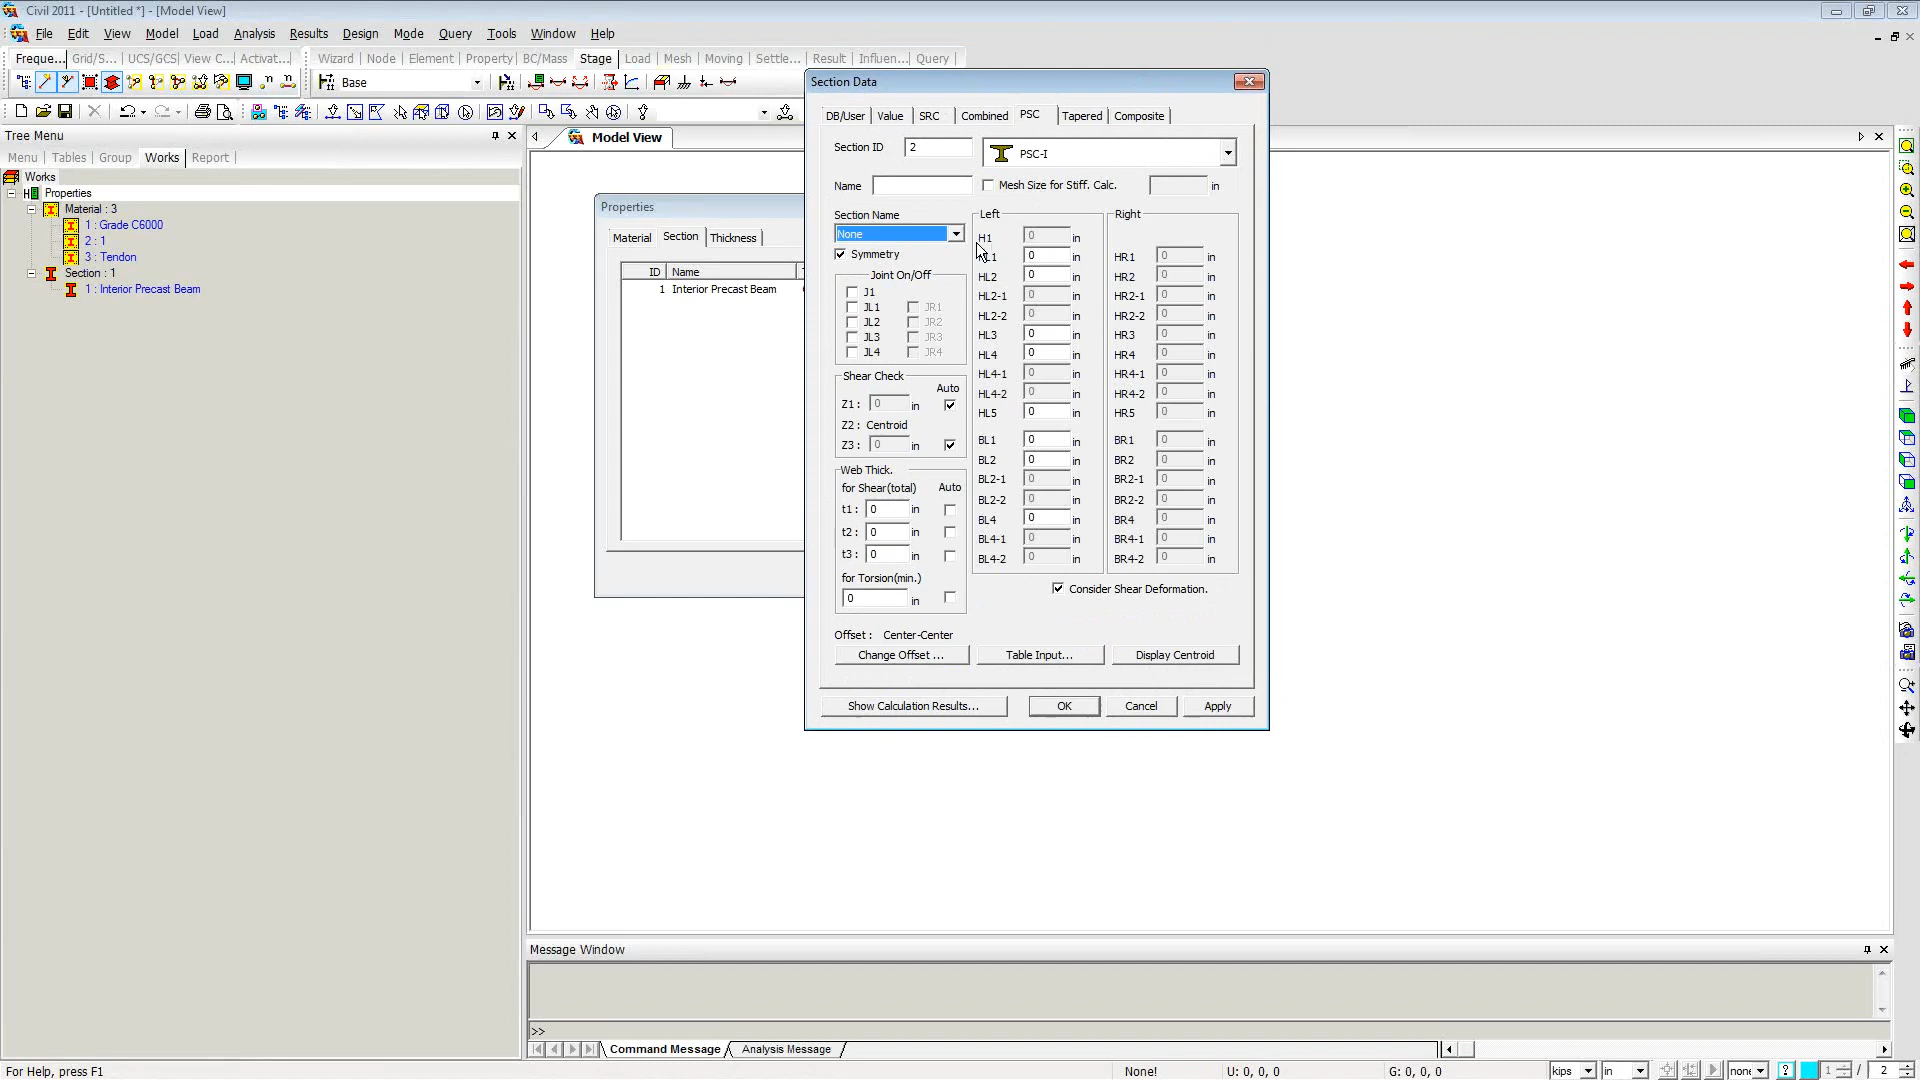 Civil 2011 - [Untitled *] - [Model View]
File Edit View Model Load Analysis Results Design Mode Query Tools Window Help
Freque... Grid/S... UCS/GCS View C... Activat... Wizard Node Element Property BC/Mass Stage Load Mesh Moving Settle... Result Influen... Query
Base
Section Data
Tree Menu
Model View
Menu Tables Group Works Report
Works
Properties
Material : 3
1 : Grade C6000
2 : 1
3 : Tendon
Section : 1
1 : Interior Precast Beam
Properties
Material Section Thickness
ID Name
1 Interior Precast Beam
DB/User Value SRC Combined PSC Tapered Composite
Section ID 2 PSC-I
Name Mesh Size for Stiff. Calc. in
Section Name
None
Symmetry
Joint On/Off
J1
JL1 JR1
JL2 JR2
JL3 JR3
JL4 JR4
Shear Check
Auto
Z1 : 0 in
Z2 : Centroid
Z3 : 0 in
Web Thick.
for Shear(total) Auto
t1 : 0 in
t2 : 0 in
t3 : 0 in
for Torsion(min.)
0 in
Left Right
H1 0 in
L1 0 in HR1 0 in
HL2 0 in HR2 0 in
HL2-1 0 in HR2-1 0 in
HL2-2 0 in HR2-2 0 in
HL3 0 in HR3 0 in
HL4 0 in HR4 0 in
HL4-1 0 in HR4-1 0 in
HL4-2 0 in HR4-2 0 in
HL5 0 in HR5 0 in
BL1 0 in BR1 0 in
BL2 0 in BR2 0 in
BL2-1 0 in BR2-1 0 in
BL2-2 0 in BR2-2 0 in
BL4 0 in BR4 0 in
BL4-1 0 in BR4-1 0 in
BL4-2 0 in BR4-2 0 in
Consider Shear Deformation.
Offset : Center-Center
Change Offset ... Table Input... Display Centroid
Show Calculation Results... OK Cancel Apply
Message Window
>>
Command Message Analysis Message
For Help, press F1 None! U: 0, 0, 0 G: 0, 0, 0 kips in none ? 1 / 2